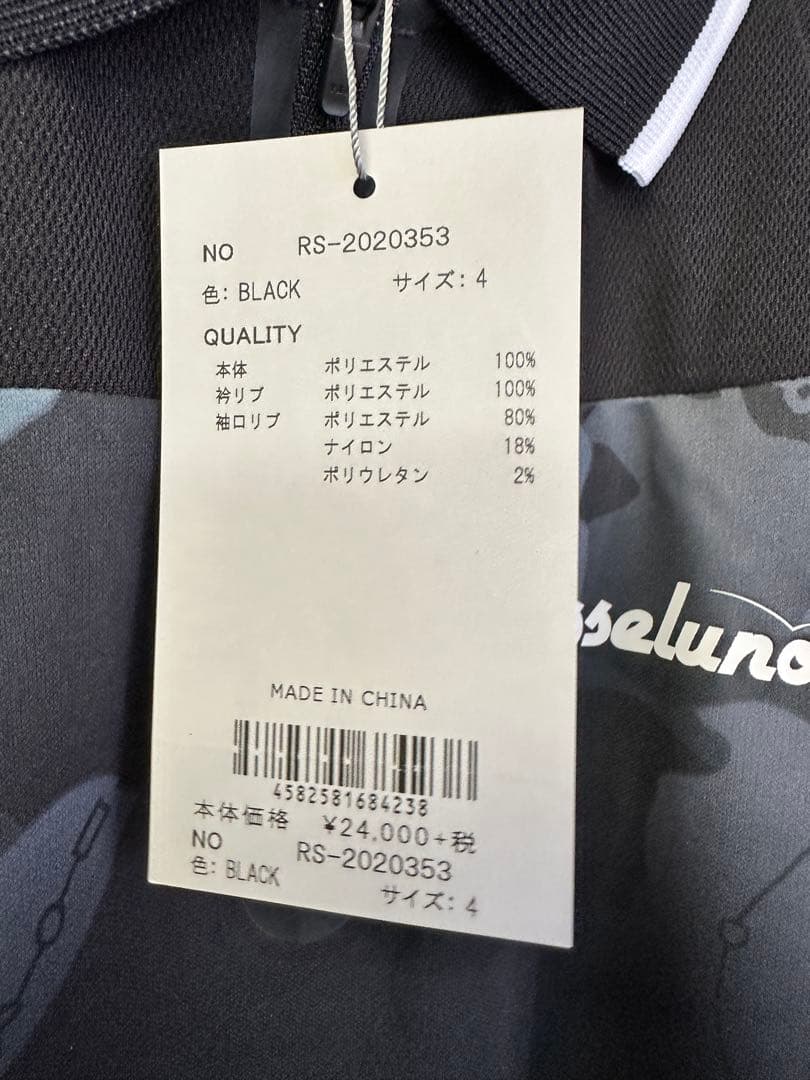 NO RS-2020353
色: BLACK サイズ: 4
QUALITY
本体 ポリエステル 100%
衿リブ ポリエステル 100%
袖口リブ ポリエステル 80%
ナイロン 18%
ポリウレタン 2%
sseluno
MADE IN CHINA
4582581684238
本体価格 ¥24,000+税
NO RS-2020353
色: BLACK サイズ: 4